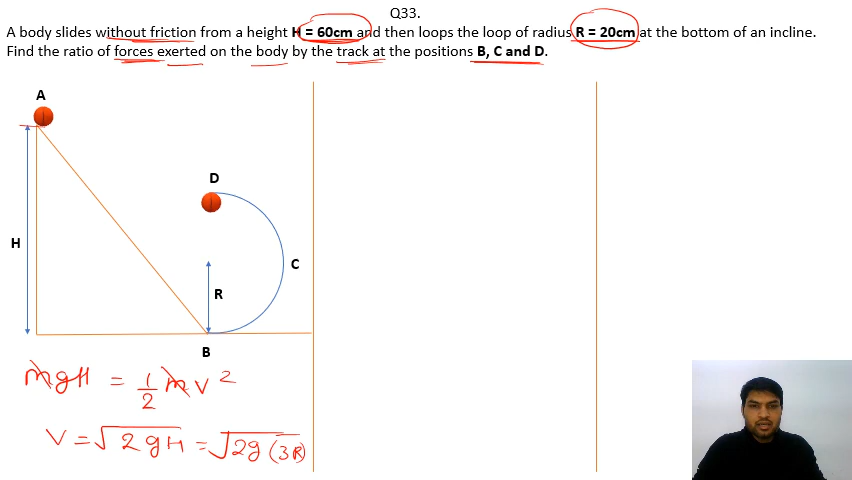 Q33.
A body slides without friction from a height H = 60cm and then loops the loop of radius R = 20cm at the bottom of an incline.
Find the ratio of forces exerted on the body by the track at the positions B, C and D.
A
D
H
C
R
B
mgH = 1/2 mv²
V = √2gH = √2g(3R)